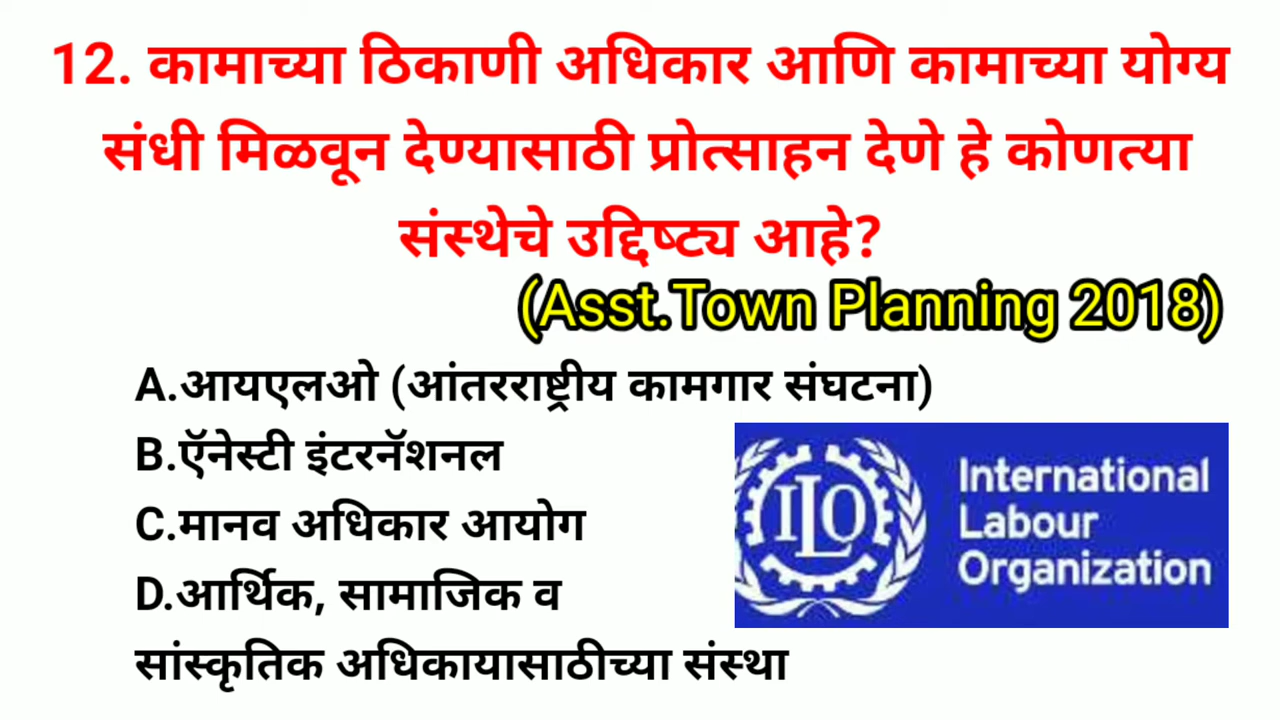 12. कामाच्या ठिकाणी अधिकार आणि कामाच्या योग्य
संधी मिळवून देण्यासाठी प्रोत्साहन देणे हे कोणत्या
संस्थेचे उद्दिष्ट्य आहे?
(Asst.Town Planning 2018)
A.आयएलओ (आंतरराष्ट्रीय कामगार संघटना)
B.ऍनेस्टी इंटरनॅशनल
C.मानव अधिकार आयोग
D.आर्थिक, सामाजिक व
सांस्कृतिक अधिकायासाठीच्या संस्था
ILO
International
Labour
Organization